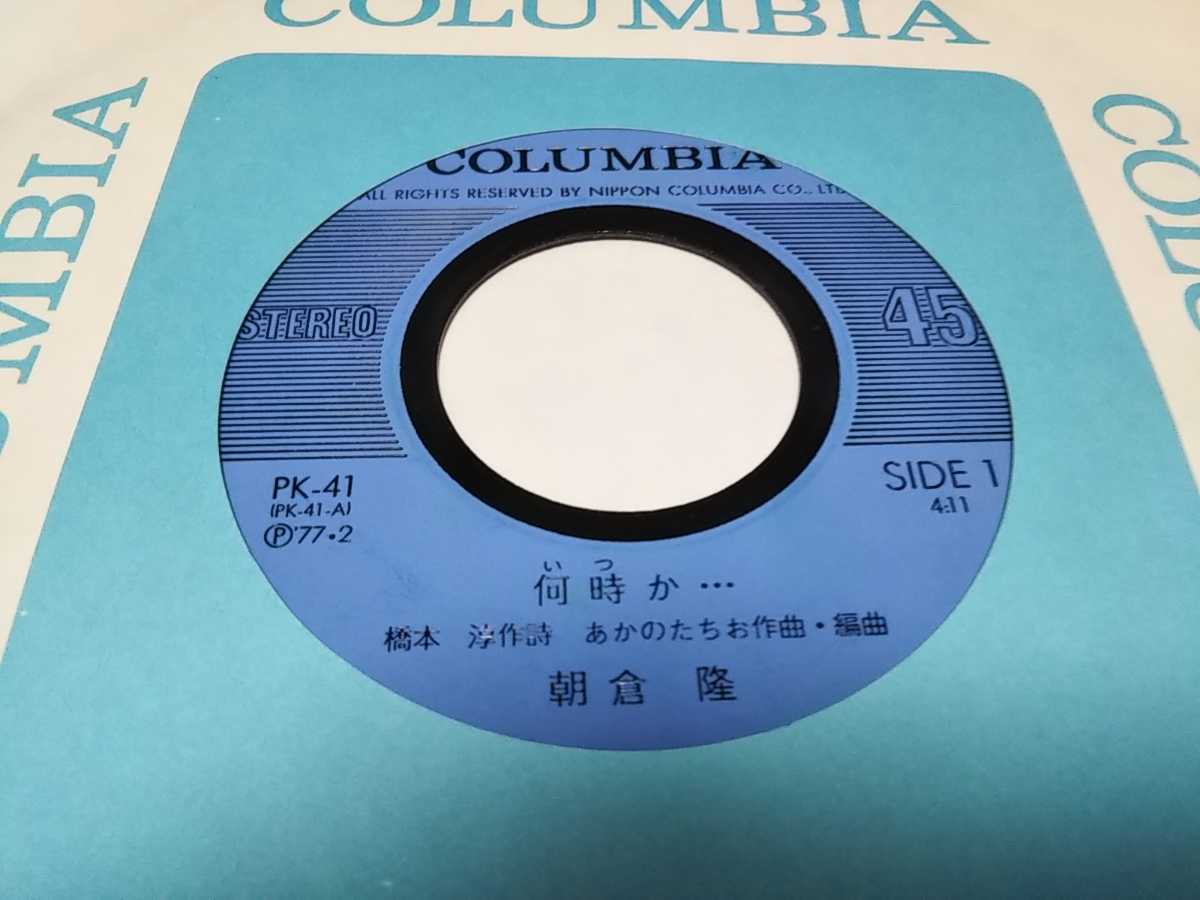 COLUMBIA
COLUMBIA
ALL RIGHTS RESERVED BY NIPPON COLUMBIA CO., LTD
STEREO
45
PK-41
(PK-41-A)
Ⓟ'77・2
SIDE 1
4:11
いつ
何時か…
橋本 淳作詩 あかのたちお作曲・編曲
朝倉 隆
MBIA
COLU